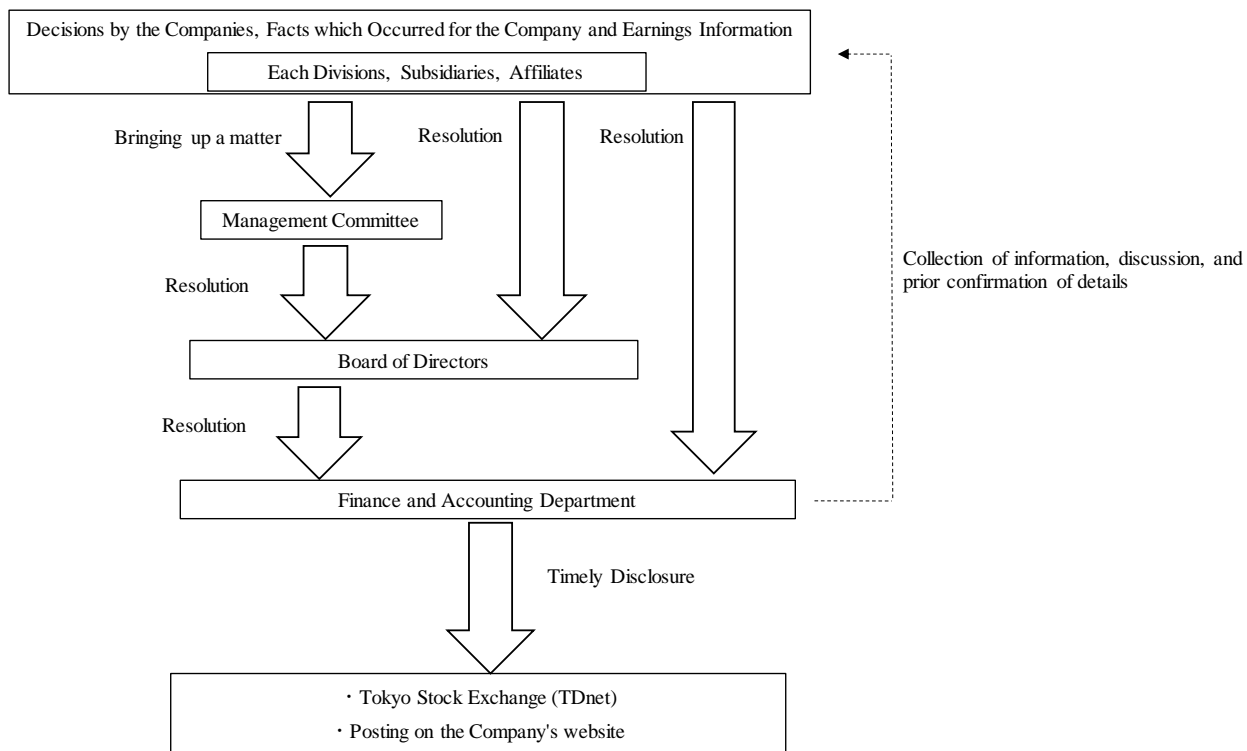 Decisions by the Companies, Facts which Occurred for the Company and Earnings Information
Each Divisions, Subsidiaries, Affiliates
Bringing up a matter
Resolution
Resolution
Management Committee
Collection of information, discussion, and
prior confirmation of details
Resolution
Board of Directors
Resolution
Finance and Accounting Department
Timely Disclosure
・Tokyo Stock Exchange (TDnet)
・Posting on the Company's website